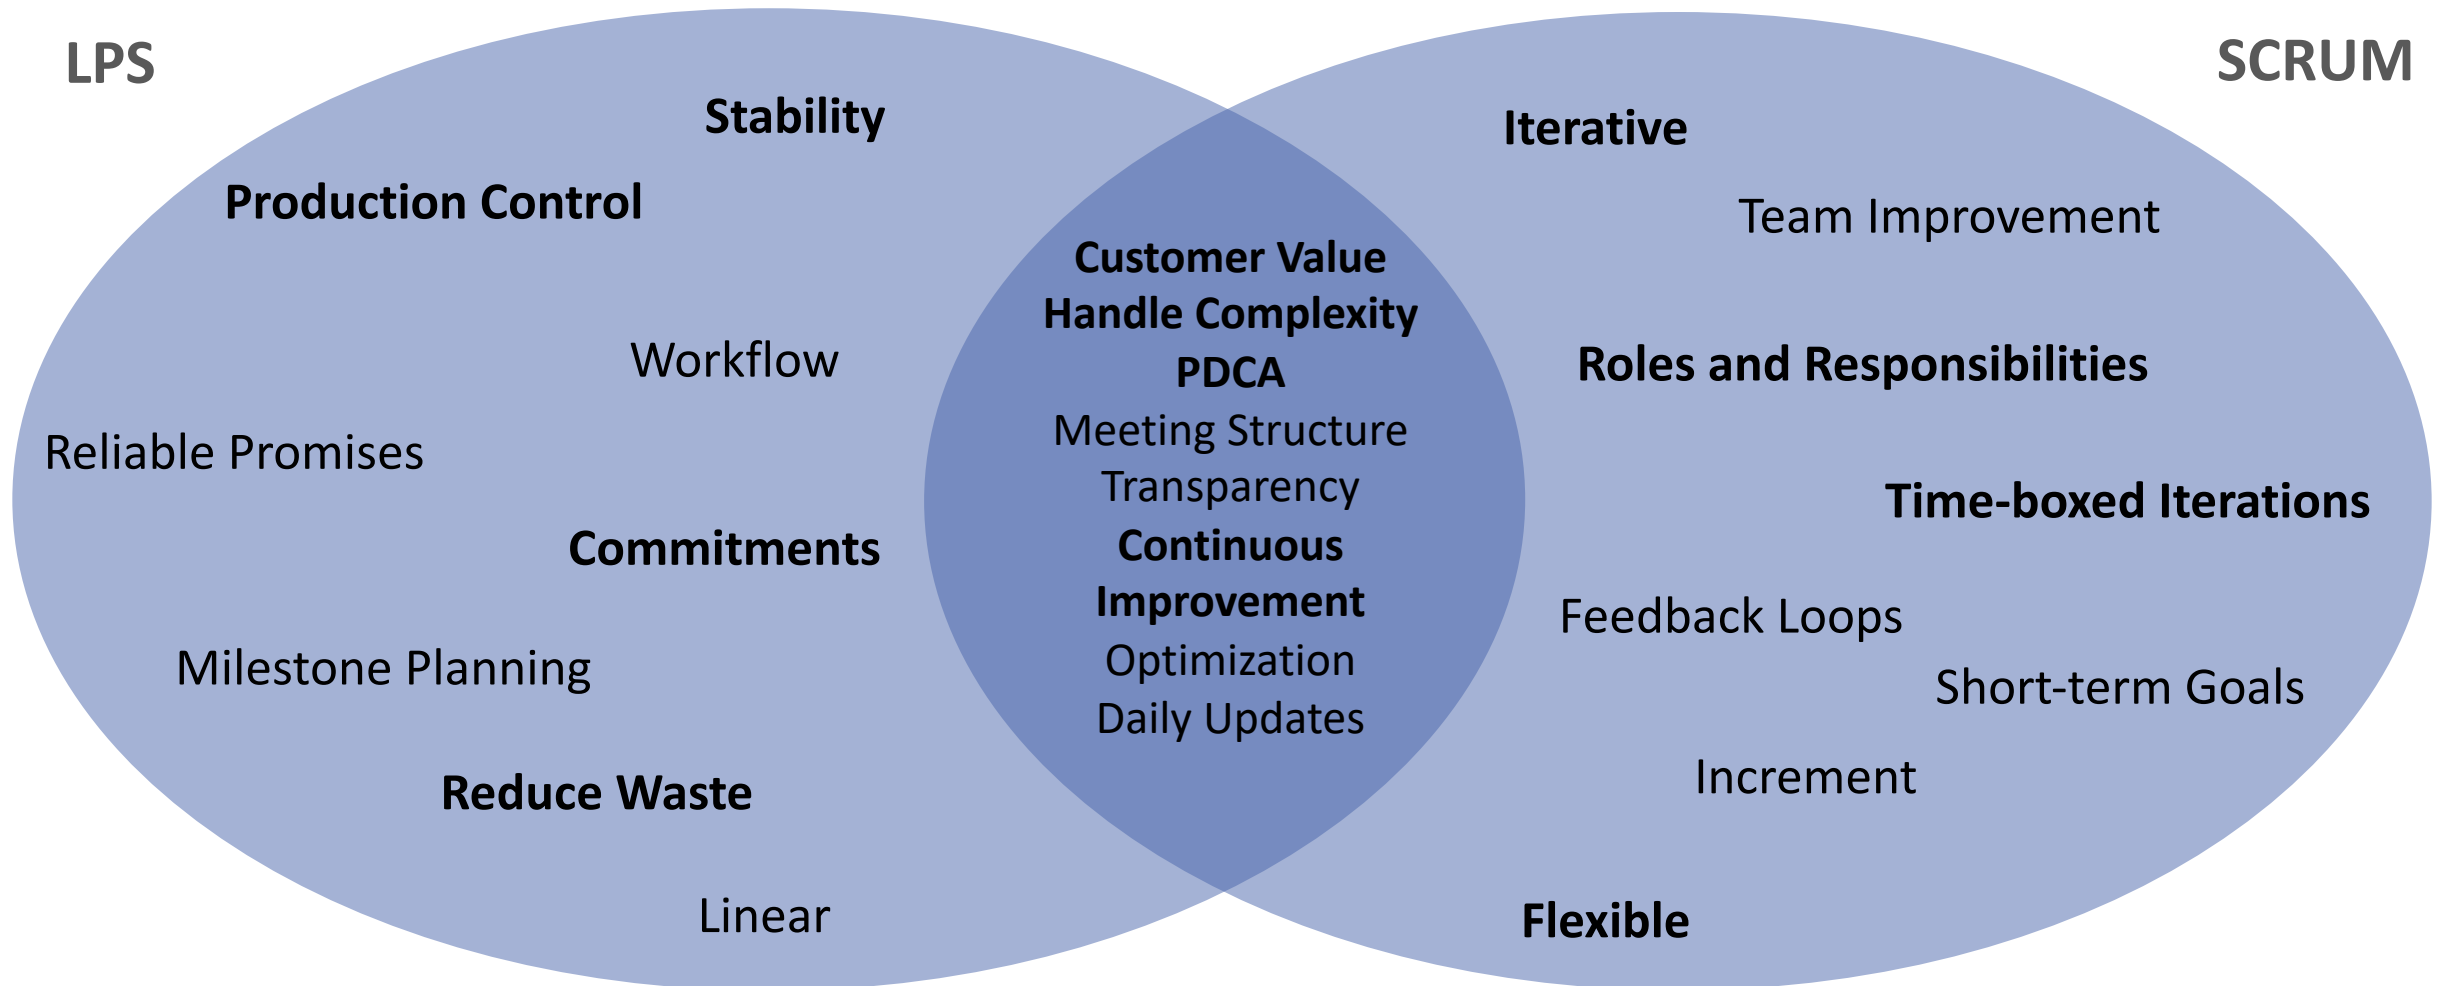 LPS
SCRUM
Stability
Production Control
Workflow
Reliable Promises
Commitments
Milestone Planning
Reduce Waste
Linear
Customer Value
Handle Complexity
PDCA
Meeting Structure
Transparency
Continuous
Improvement
Optimization
Daily Updates
Iterative
Team Improvement
Roles and Responsibilities
Time-boxed Iterations
Feedback Loops
Short-term Goals
Increment
Flexible